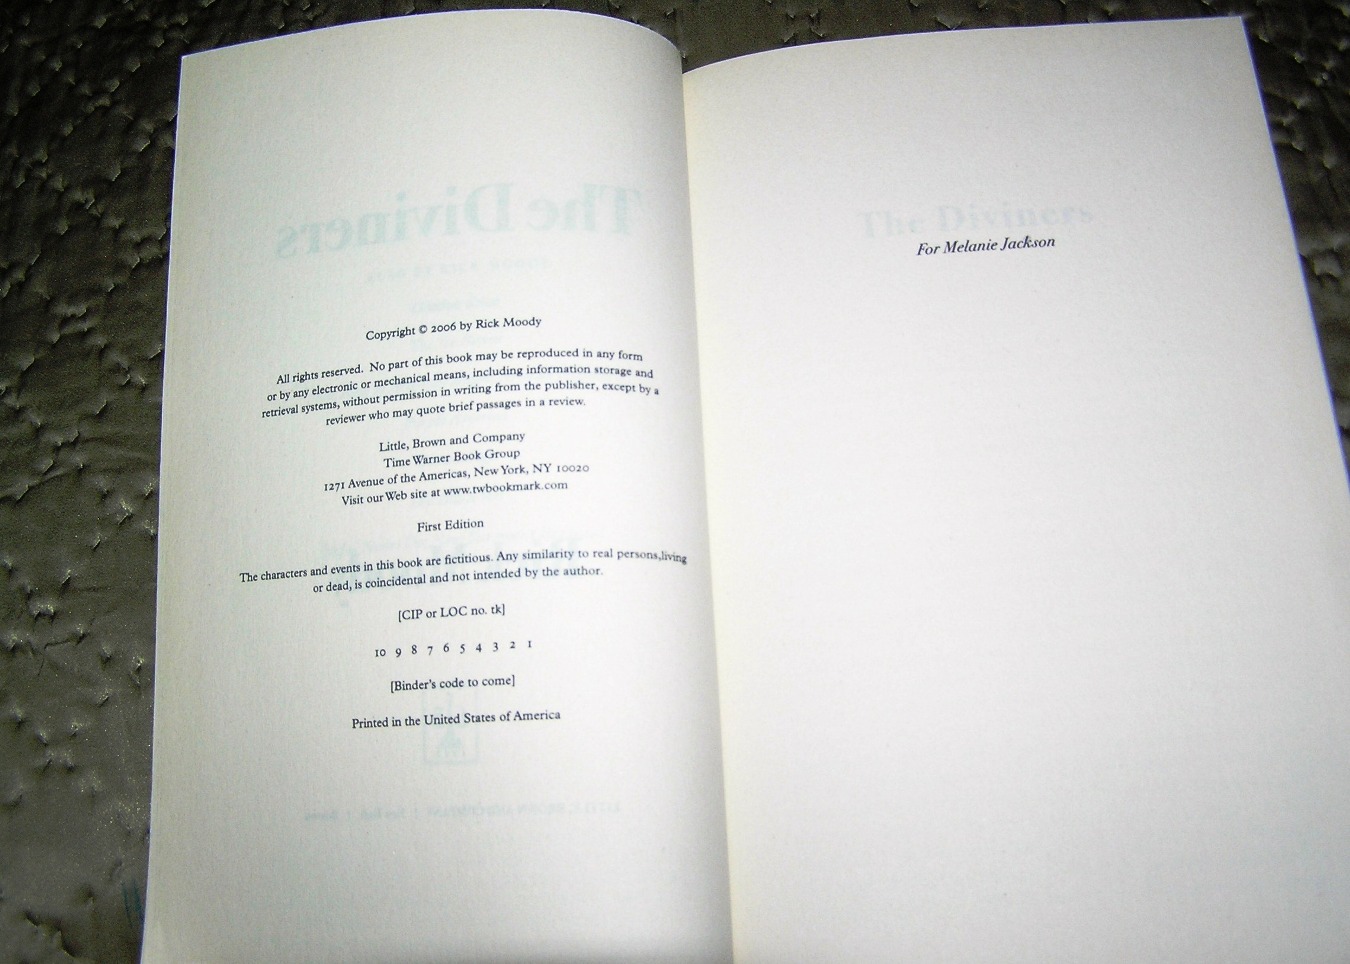 Copyright © 2006 by Rick Moody
All rights reserved. No part of this book may be reproduced in any form
or by any electronic or mechanical means, including information storage and
retrieval systems, without permission in writing from the publisher, except by a
reviewer who may quote brief passages in a review.
Little, Brown and Company
Time Warner Book Group
1271 Avenue of the Americas, New York, NY 10020
Visit our Web site at www.twbookmark.com
First Edition
The characters and events in this book are fictitious. Any similarity to real persons,living
or dead, is coincidental and not intended by the author.
[CIP or LOC no. tk]
10 9 8 7 6 5 4 3 2 1
[Binder's code to come]
Printed in the United States of America
The Diviners
The Diviners
For Melanie Jackson